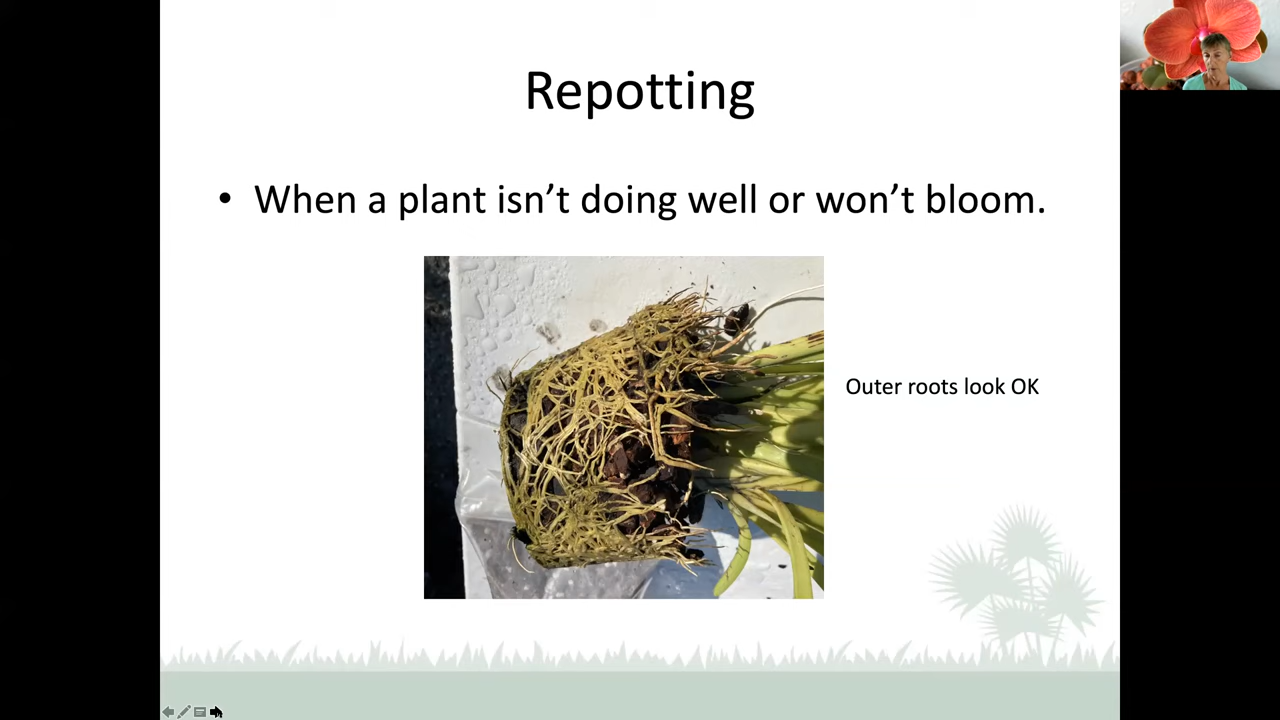 Repotting
• When a plant isn’t doing well or won’t bloom.
Outer roots look OK